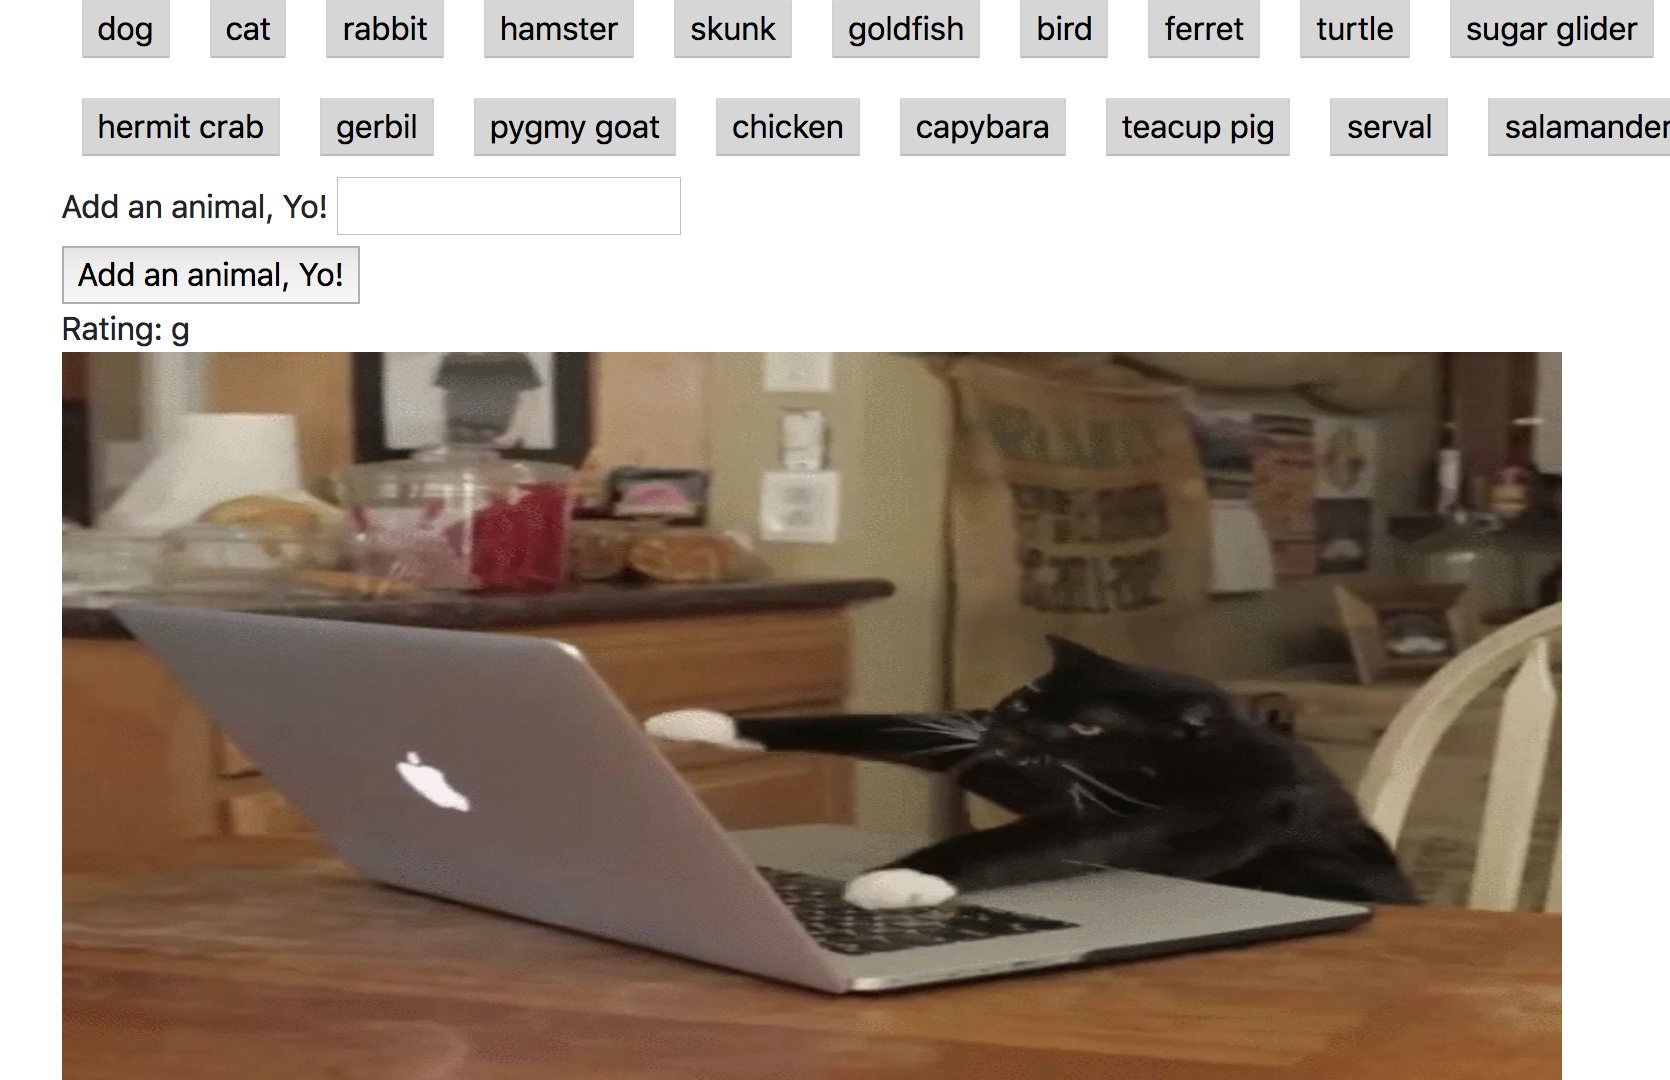 dog cat rabbit hamster skunk goldfish bird ferret turtle sugar glider
hermit crab gerbil pygmy goat chicken capybara teacup pig serval salamander
Add an animal, Yo!
Add an animal, Yo!
Rating: g